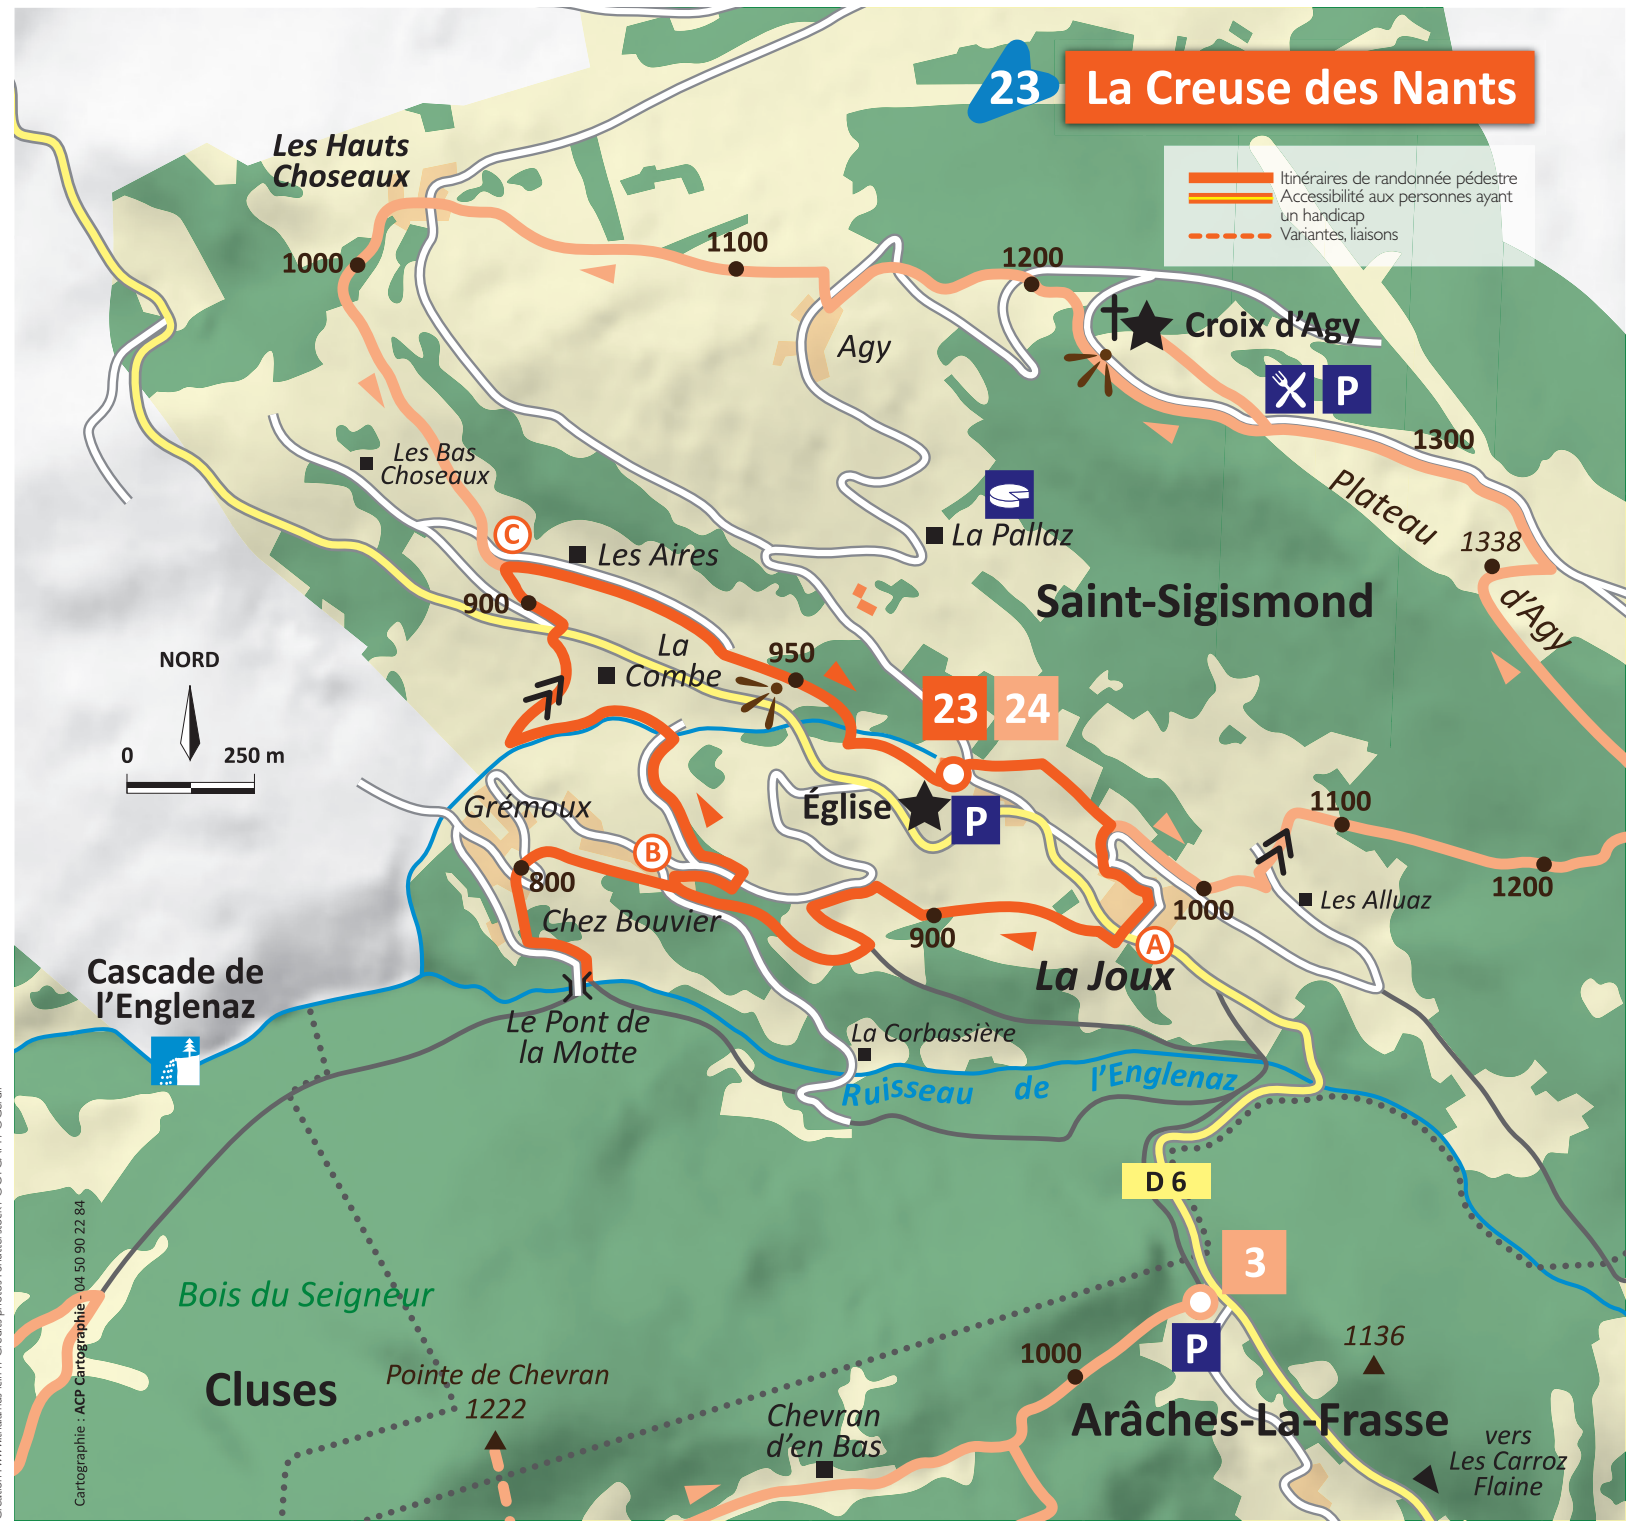 23
La Creuse des Nants
Itinéraires de randonnée pédestre
Accessibilité aux personnes ayant
un handicap
Variantes, liaisons
Les Hauts
Choseaux
1000
1100
1200
Croix d'Agy
Agy
P
1300
Plateau
d'Agy
1338
Les Bas
Choseaux
C
Les Aires
900
La Pallaz
Saint-Sigismond
La
Combe
950
NORD
0
250 m
23
24
Église
P
Grémoux
B
800
Chez Bouvier
900
1000
1100
1200
Les Alluaz
A
La Joux
Cascade de
l'Englenaz
Le Pont de
la Motte
La Corbassière
Ruisseau de l'Englenaz
D 6
3
P
Bois du Seigneur
Cluses
Pointe de Chevran
1222
1000
1136
Chevran
d'en Bas
Arâches-La-Frasse
vers
Les Carroz
Flaine
Cartographie : ACP Cartographie - 04 50 90 22 84